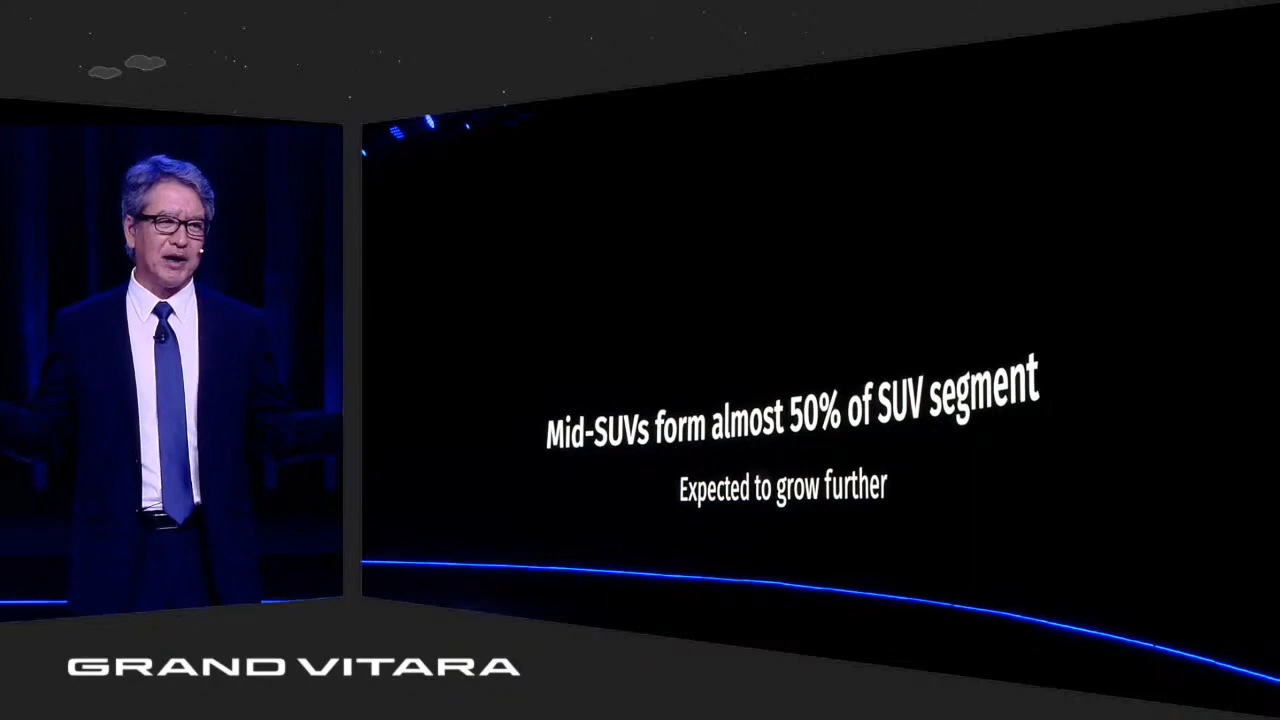 Mid-SUVs form almost 50% of SUV segment
Expected to grow further
GRAND VITARA